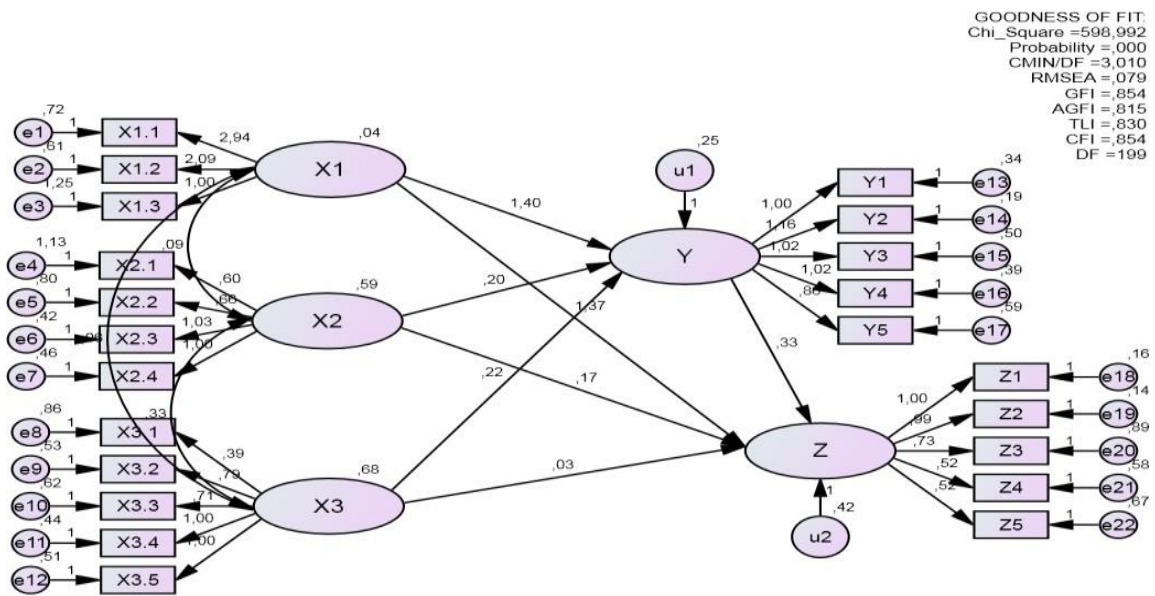 GOODNESS OF FIT:
Chi_Square =598,992
Probability =,000
CMIN/DF =3,010
RMSEA =,079
GFI =,854
AGFI =,815
TLI =,830
CFI =,854
DF =199
,72
e1 1 X1.1
2,94
,61
e2 1 X1.2
2,09
1,25
e3 1 X1.3
1,00
,04
X1
,09
1,13
e4 1 X2.1
,60
,80
e5 1 X2.2
,66
,42
e6 1 X2.3
1,03
,46
e7 1 X2.4
1,00
,59
X2
,33
,86
e8 1 X3.1
,39
,53
e9 1 X3.2
,79
,62
e10 1 X3.3
,71
,44
e11 1 X3.4
1,00
,51
e12 1 X3.5
1,00
,68
X3
1,40
,20
,22
1,37
,17
,03
,33
,25
u1
1
Y
1,00
Y1 1 e13
,34
1,16
Y2 1 e14
,19
1,02
Y3 1 e15
,50
1,02
Y4 1 e16
,39
Y5 1 e17
,59
Z
1
,42
u2
1,00
Z1 1 e18
,16
,99
Z2 1 e19
,14
,73
Z3 1 e20
,89
,52
Z4 1 e21
,58
,52
Z5 1 e22
,67